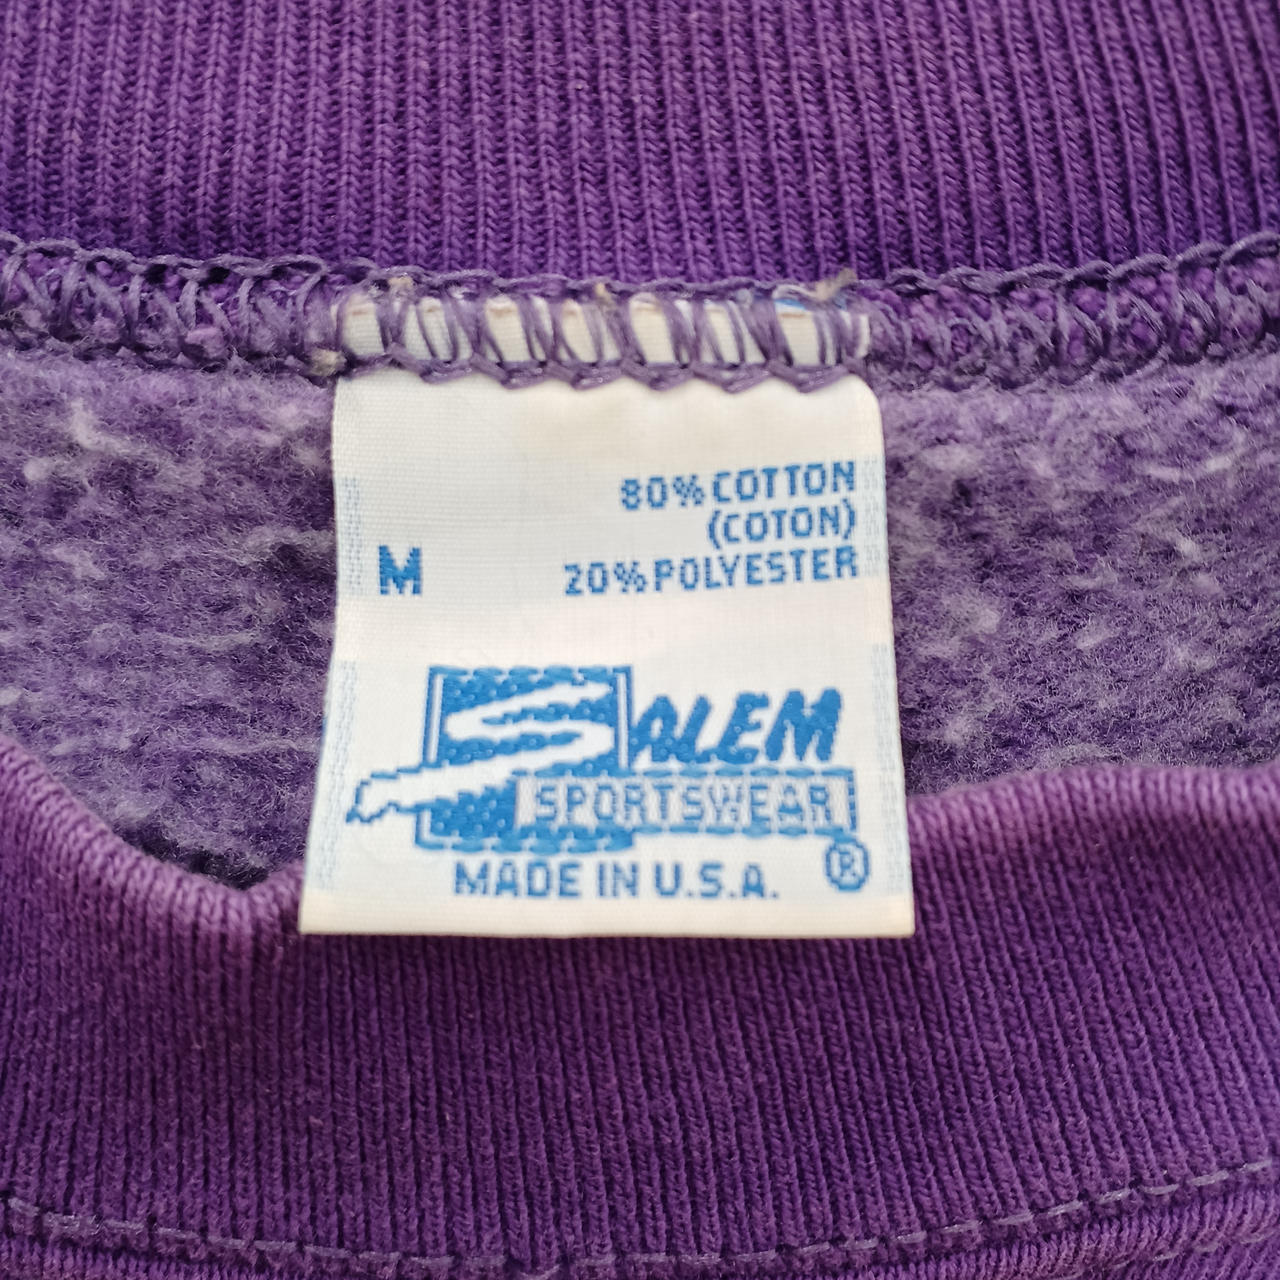 80% COTTON
(COTON)
M 20% POLYESTER
SALEM
SPORTSWEAR
®
MADE IN U.S.A.